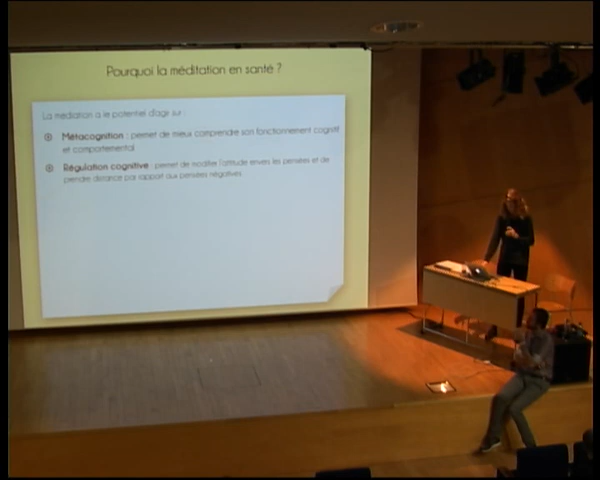 Pourquoi la méditation en santé ?
La médiation a le potentiel d'agir sur :
Métacognition : permet de mieux comprendre son fonctionnement cognitif
et comportemental
Régulation cognitive : permet de modifier l'attitude envers les pensées et de
prendre distance par rapport aux pensées négatives